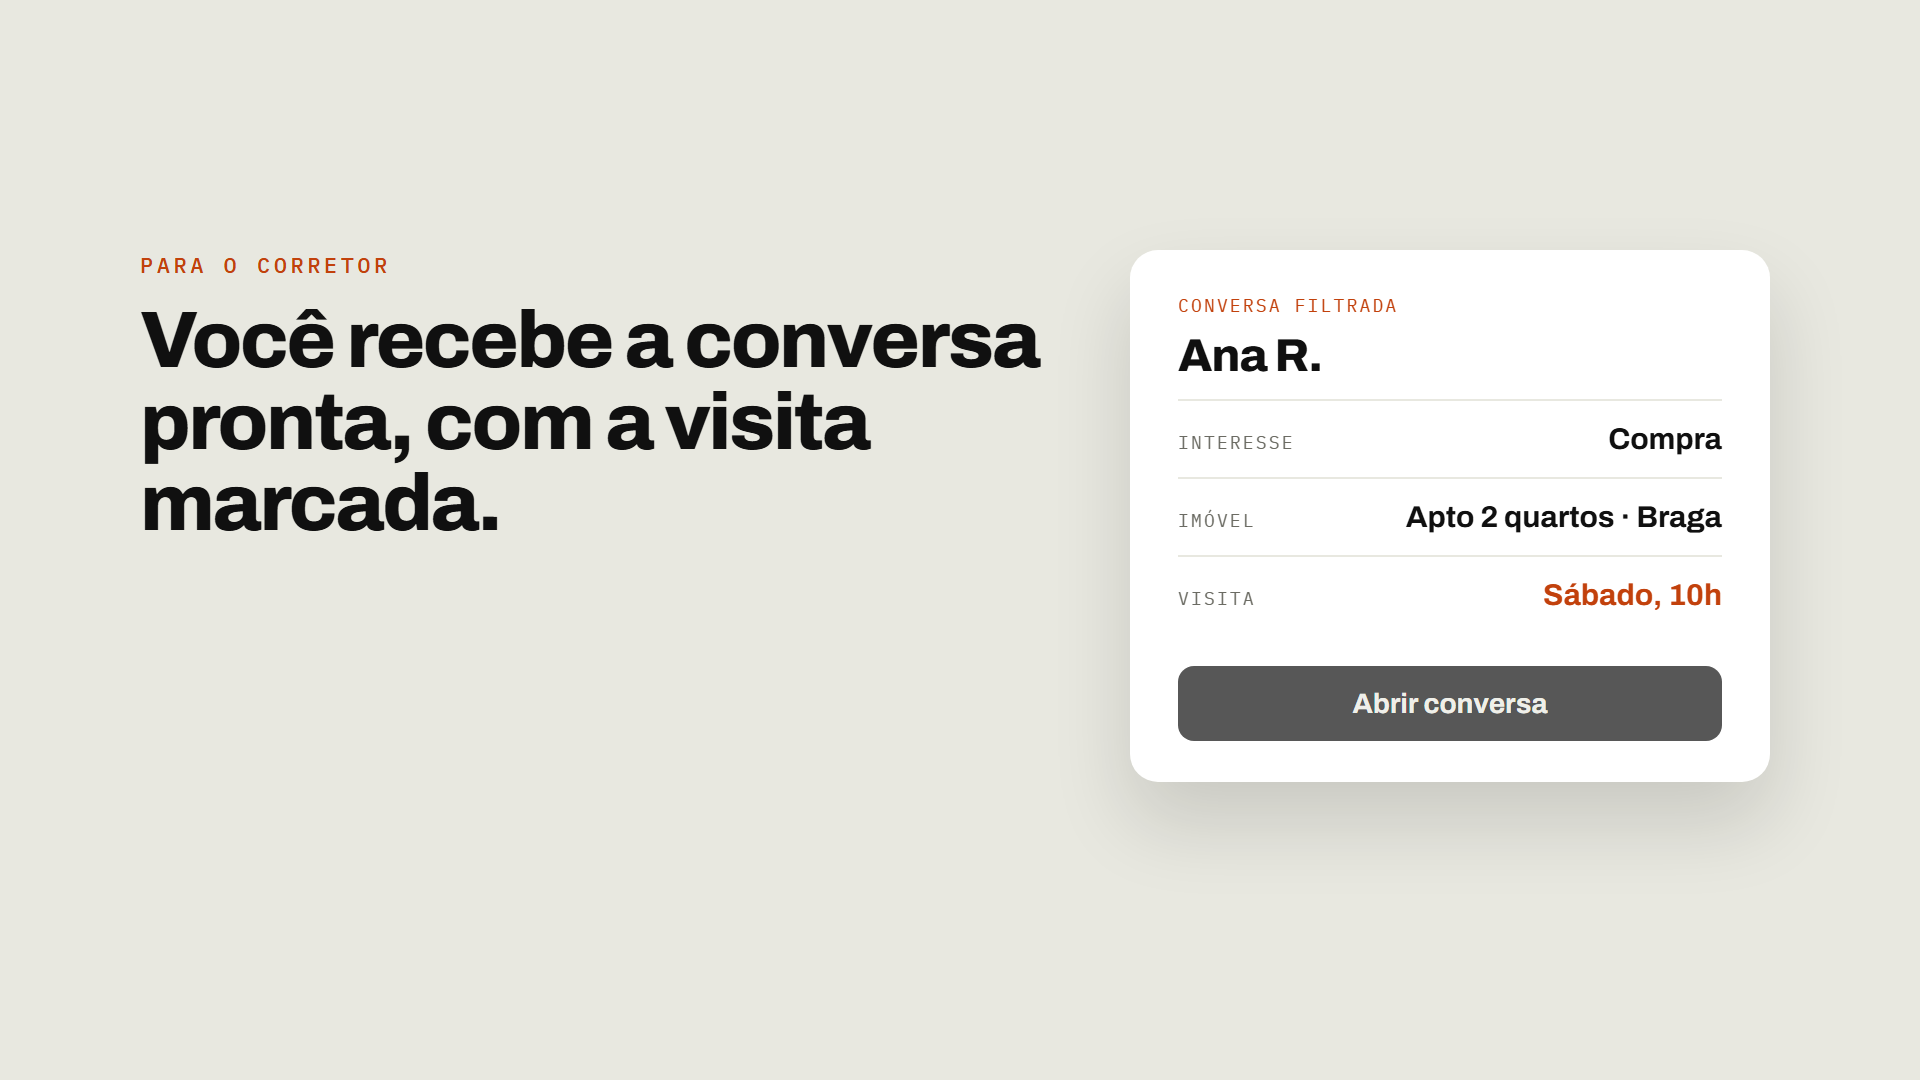 PARA O CORRETOR
Você recebe a conversa
pronta, com a visita
marcada.
CONVERSA FILTRADA
Ana R.
INTERESSE Compra
IMÓVEL Apto 2 quartos · Braga
VISITA Sábado, 10h
Abrir conversa